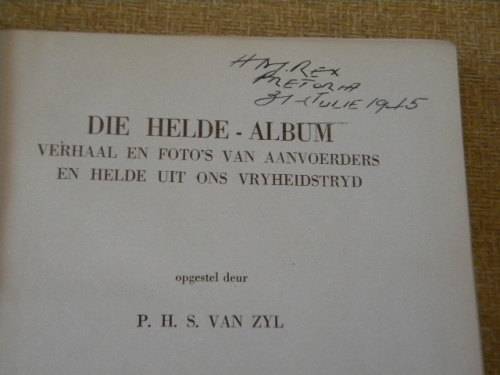 H M. REX
PRETORIA
31 JULIE 1945
DIE HELDE - ALBUM
VERHAAL EN FOTO'S VAN AANVOERDERS
EN HELDE UIT ONS VRYHEIDSTRYD
opgestel deur
P. H. S. VAN ZYL